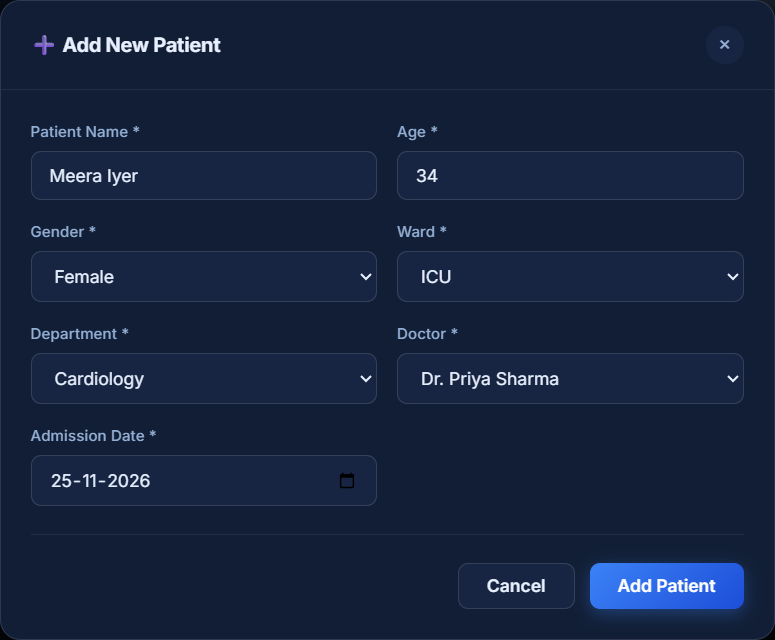 Add New Patient
×
Patient Name * Age *
Meera Iyer 34
Gender * Ward *
Female ICU
Department * Doctor *
Cardiology Dr. Priya Sharma
Admission Date *
25-11-2026
Cancel Add Patient